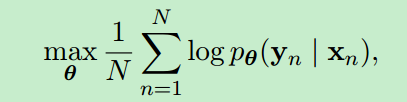 max_θ 1/N ∑_{n=1}^{N} log p_θ(y_n | x_n),